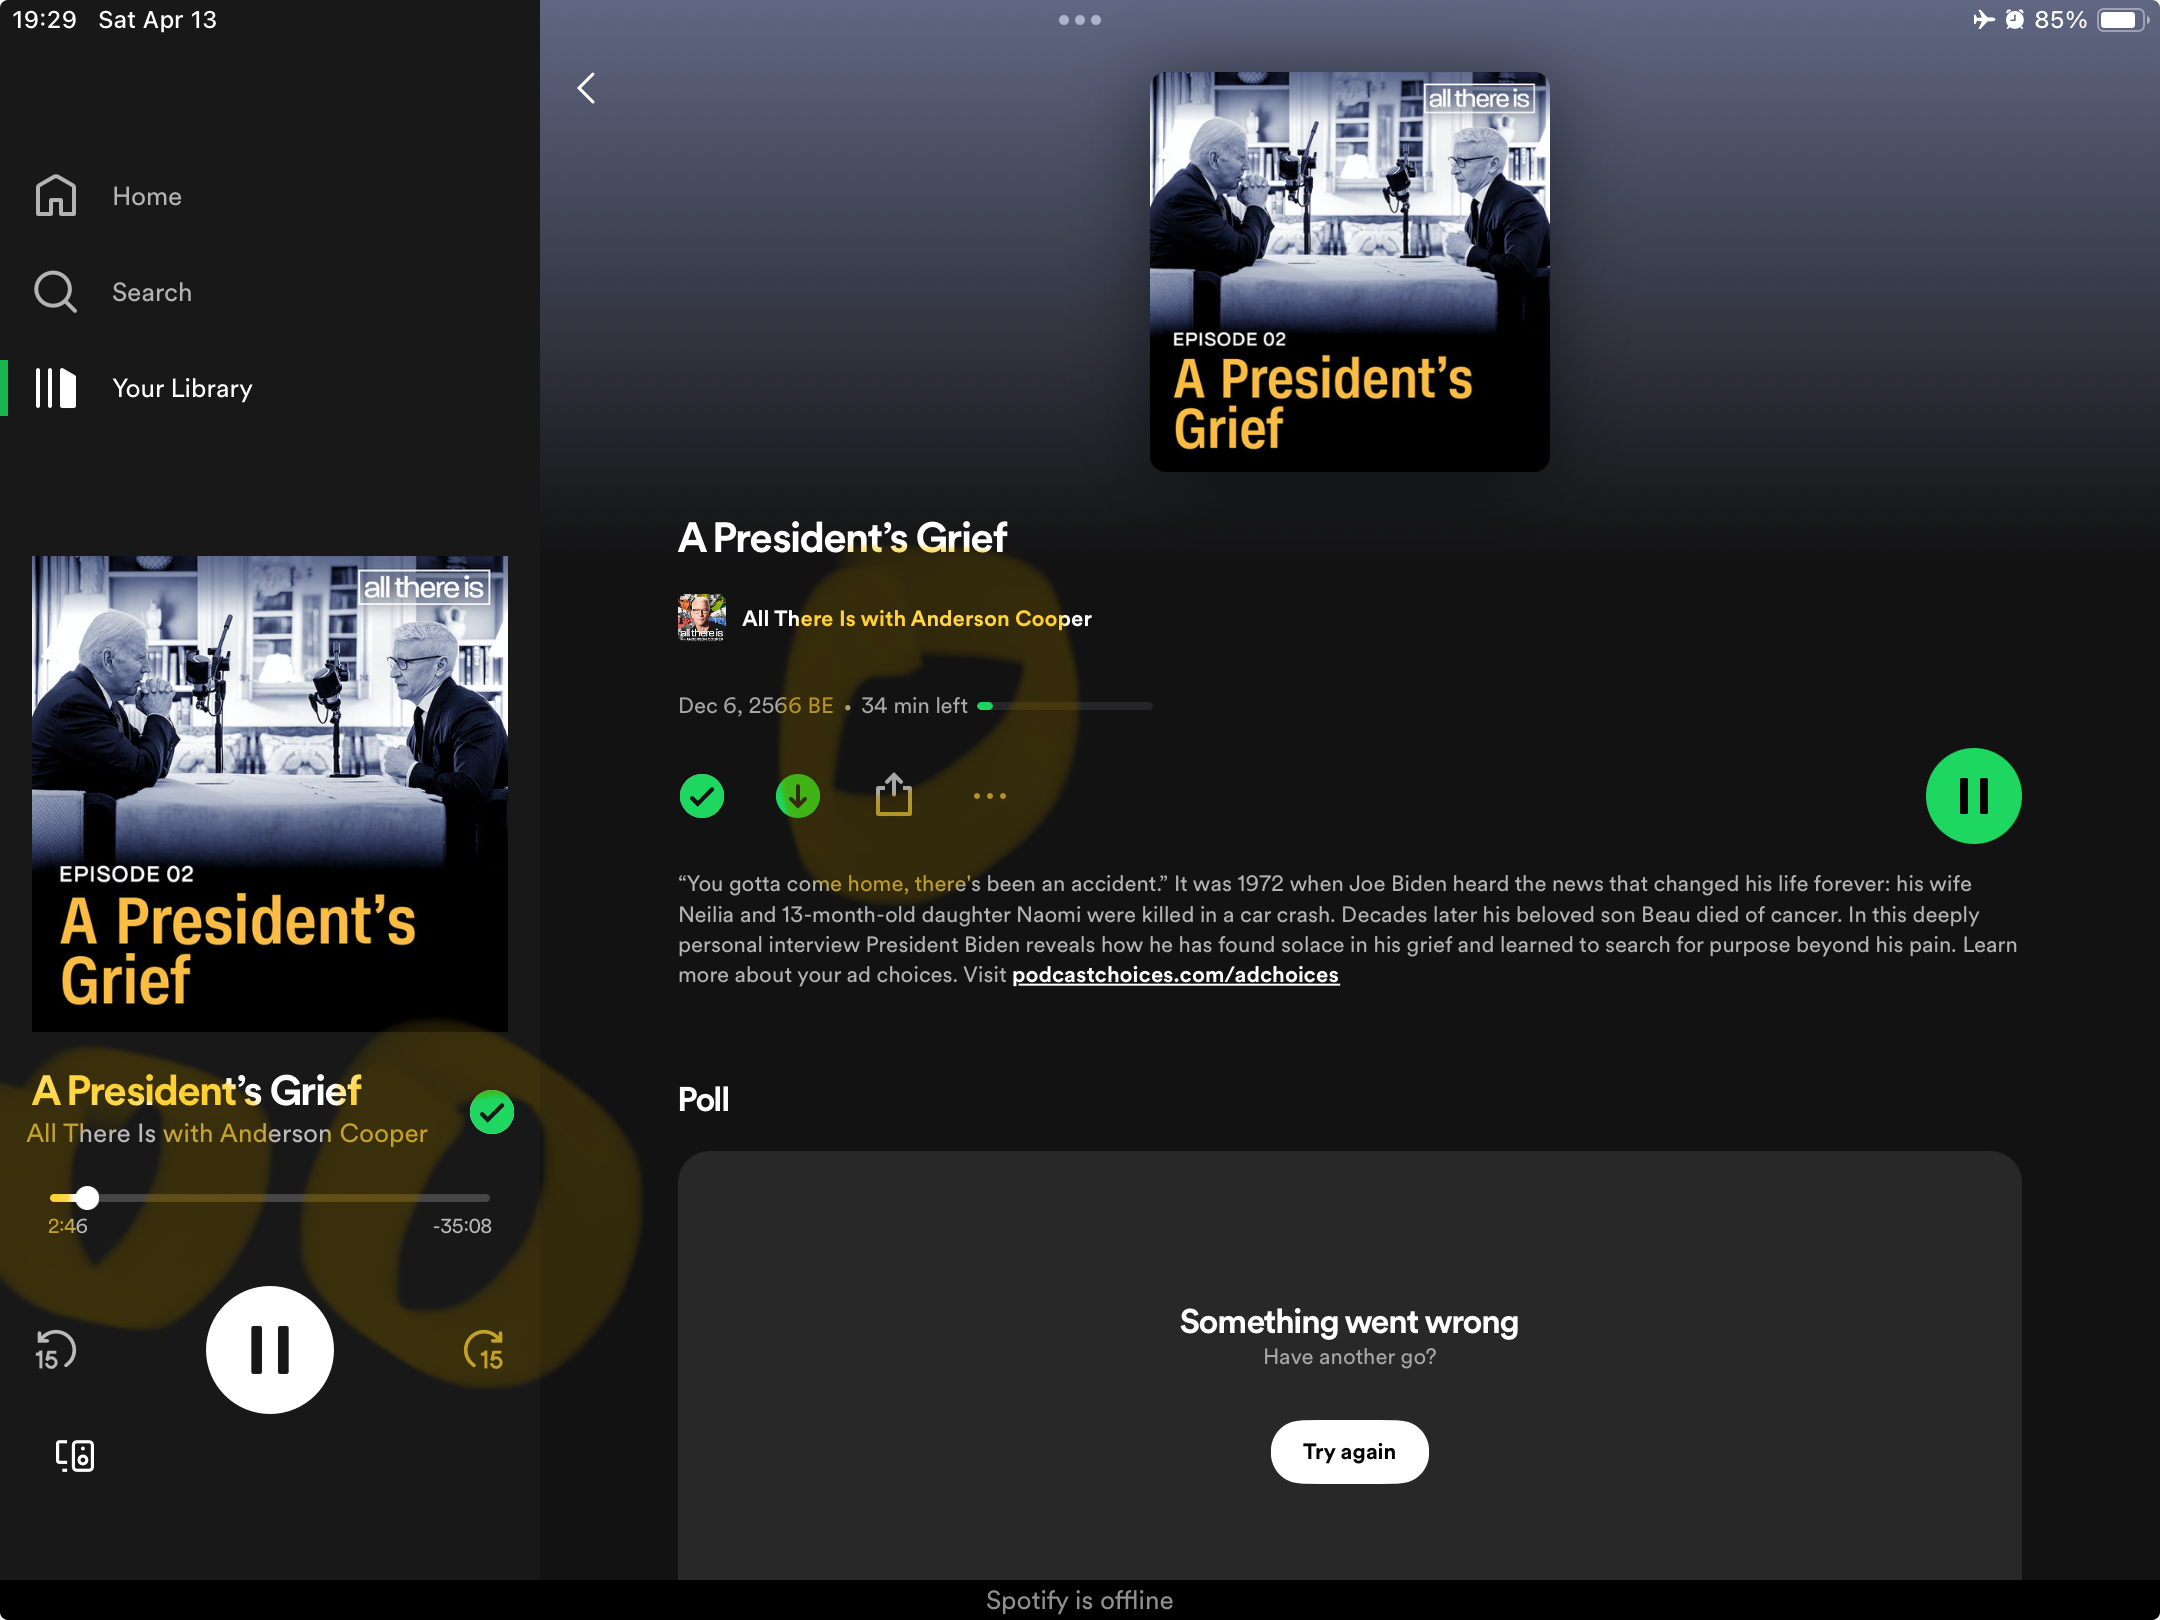 19:29 Sat Apr 13
85%
Home
Search
Your Library
all there is
EPISODE 02
A President's
Grief
A President's Grief
All There Is with Anderson Cooper
2:46
-35:08
15
15
all there is
EPISODE 02
A President's
Grief
A President's Grief
all there is
All There Is with Anderson Cooper
Dec 6, 2566 BE • 34 min left
“You gotta come home, there's been an accident.” It was 1972 when Joe Biden heard the news that changed his life forever: his wife
Neilia and 13-month-old daughter Naomi were killed in a car crash. Decades later his beloved son Beau died of cancer. In this deeply
personal interview President Biden reveals how he has found solace in his grief and learned to search for purpose beyond his pain. Learn
more about your ad choices. Visit podcastchoices.com/adchoices
Poll
Something went wrong
Have another go?
Try again
Spotify is offline